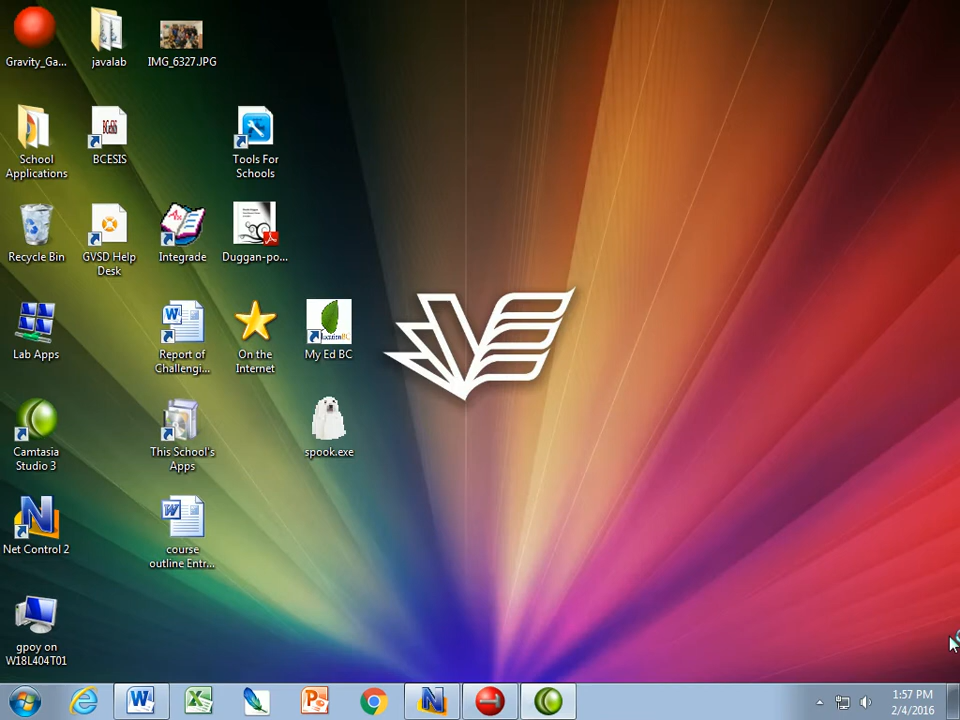 Gravity_Ga...
javalab
IMG_6327.JPG
School
Applications
BCESIS
Tools For
Schools
Recycle Bin
GVSD Help
Desk
Integrade
Duggan-po...
Lab Apps
Report of
Challengi...
On the
Internet
My Ed BC
Camtasia
Studio 3
This School's
Apps
spook.exe
Net Control 2
course
outline Entr...
gpoy on
W18L404T01
1:57 PM
2/4/2016